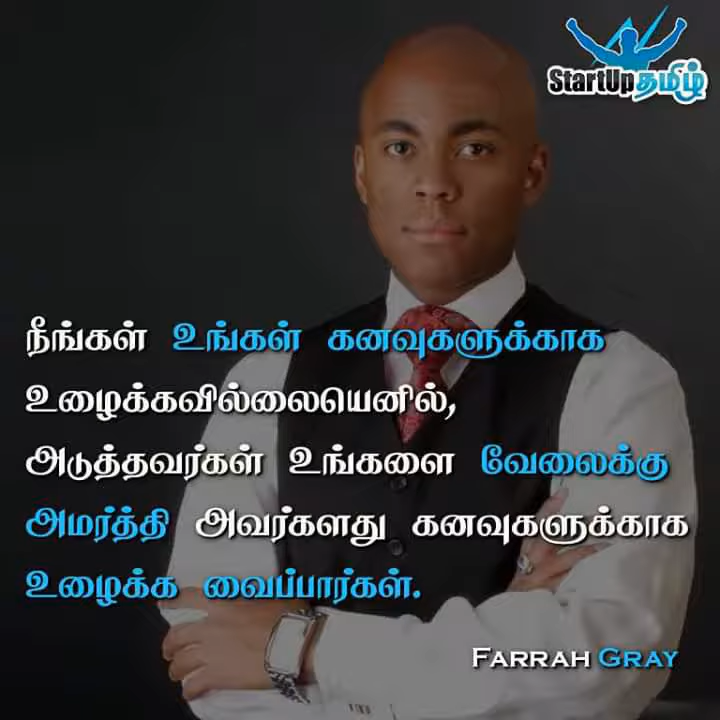 StartUpதமிழ்
நீங்கள் உங்கள் கனவுகளுக்காக
உழைக்கவில்லையெனில்,
அடுத்தவர்கள் உங்களை வேலைக்கு
அமர்த்தி அவர்களது கனவுகளுக்காக
உழைக்க வைப்பார்கள்.
FARRAH GRAY